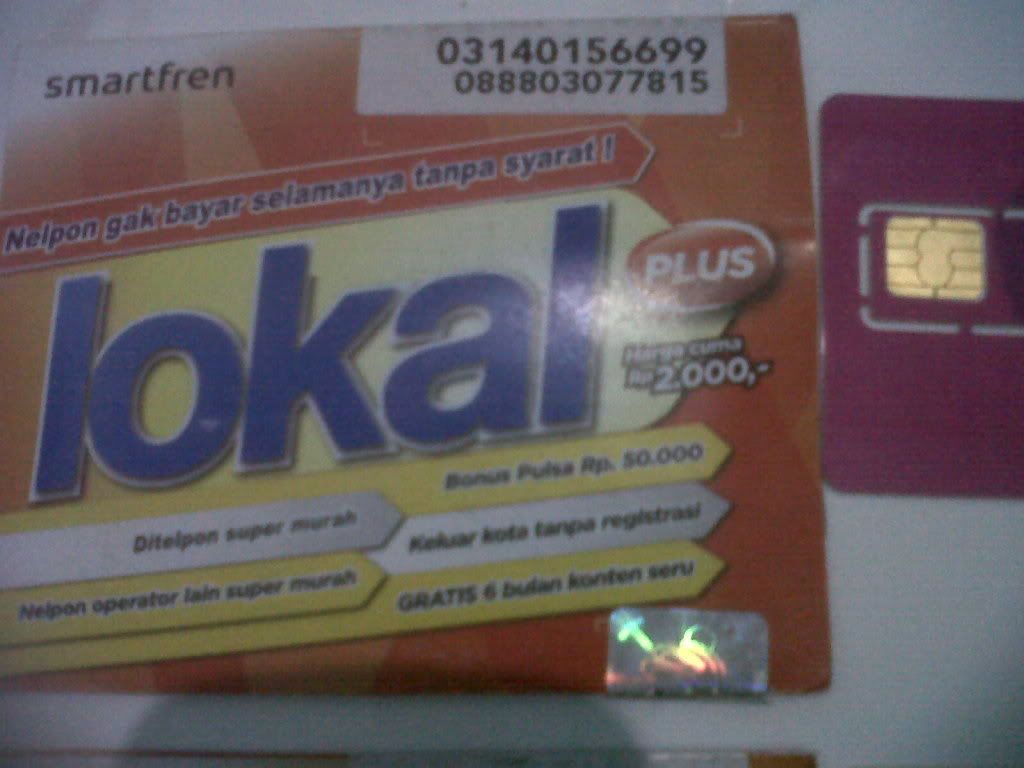 smartfren
03140156699
088803077815
Nelpon gak bayar selamanya tanpa syarat !
lokal
PLUS
Harga cuma
Rp 2.000,-
Bonus Pulsa Rp. 50.000
Ditelpon super murah
Keluar kota tanpa registrasi
Nelpon operator lain super murah
GRATIS 6 bulan konten seru